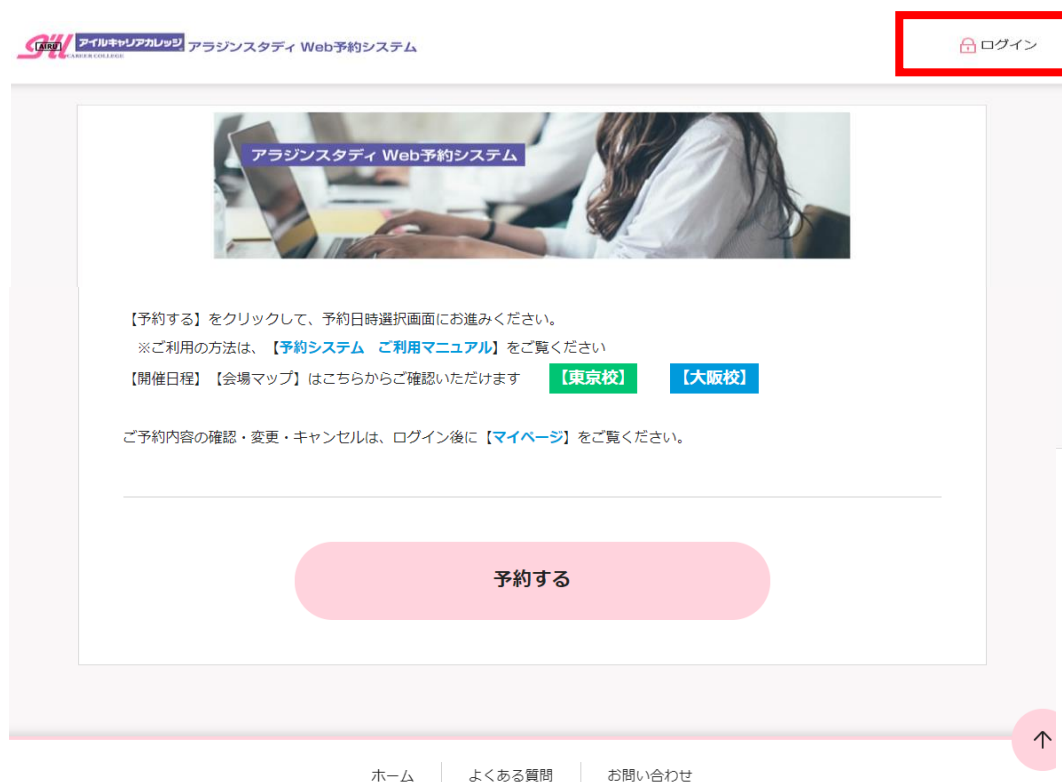 AIRU アイルキャリアカレッジ アラジンスタディ Web予約システム
CAREER COLLEGE
ログイン
アラジンスタディ Web予約システム
【予約する】をクリックして、予約日時選択画面にお進みください。
※ご利用の方法は、【予約システム ご利用マニュアル】をご覧ください
【開催日程】【会場マップ】はこちらからご確認いただけます 【東京校】 【大阪校】
ご予約内容の確認・変更・キャンセルは、ログイン後に【マイページ】をご覧ください。
予約する
ホーム よくある質問 お問い合わせ